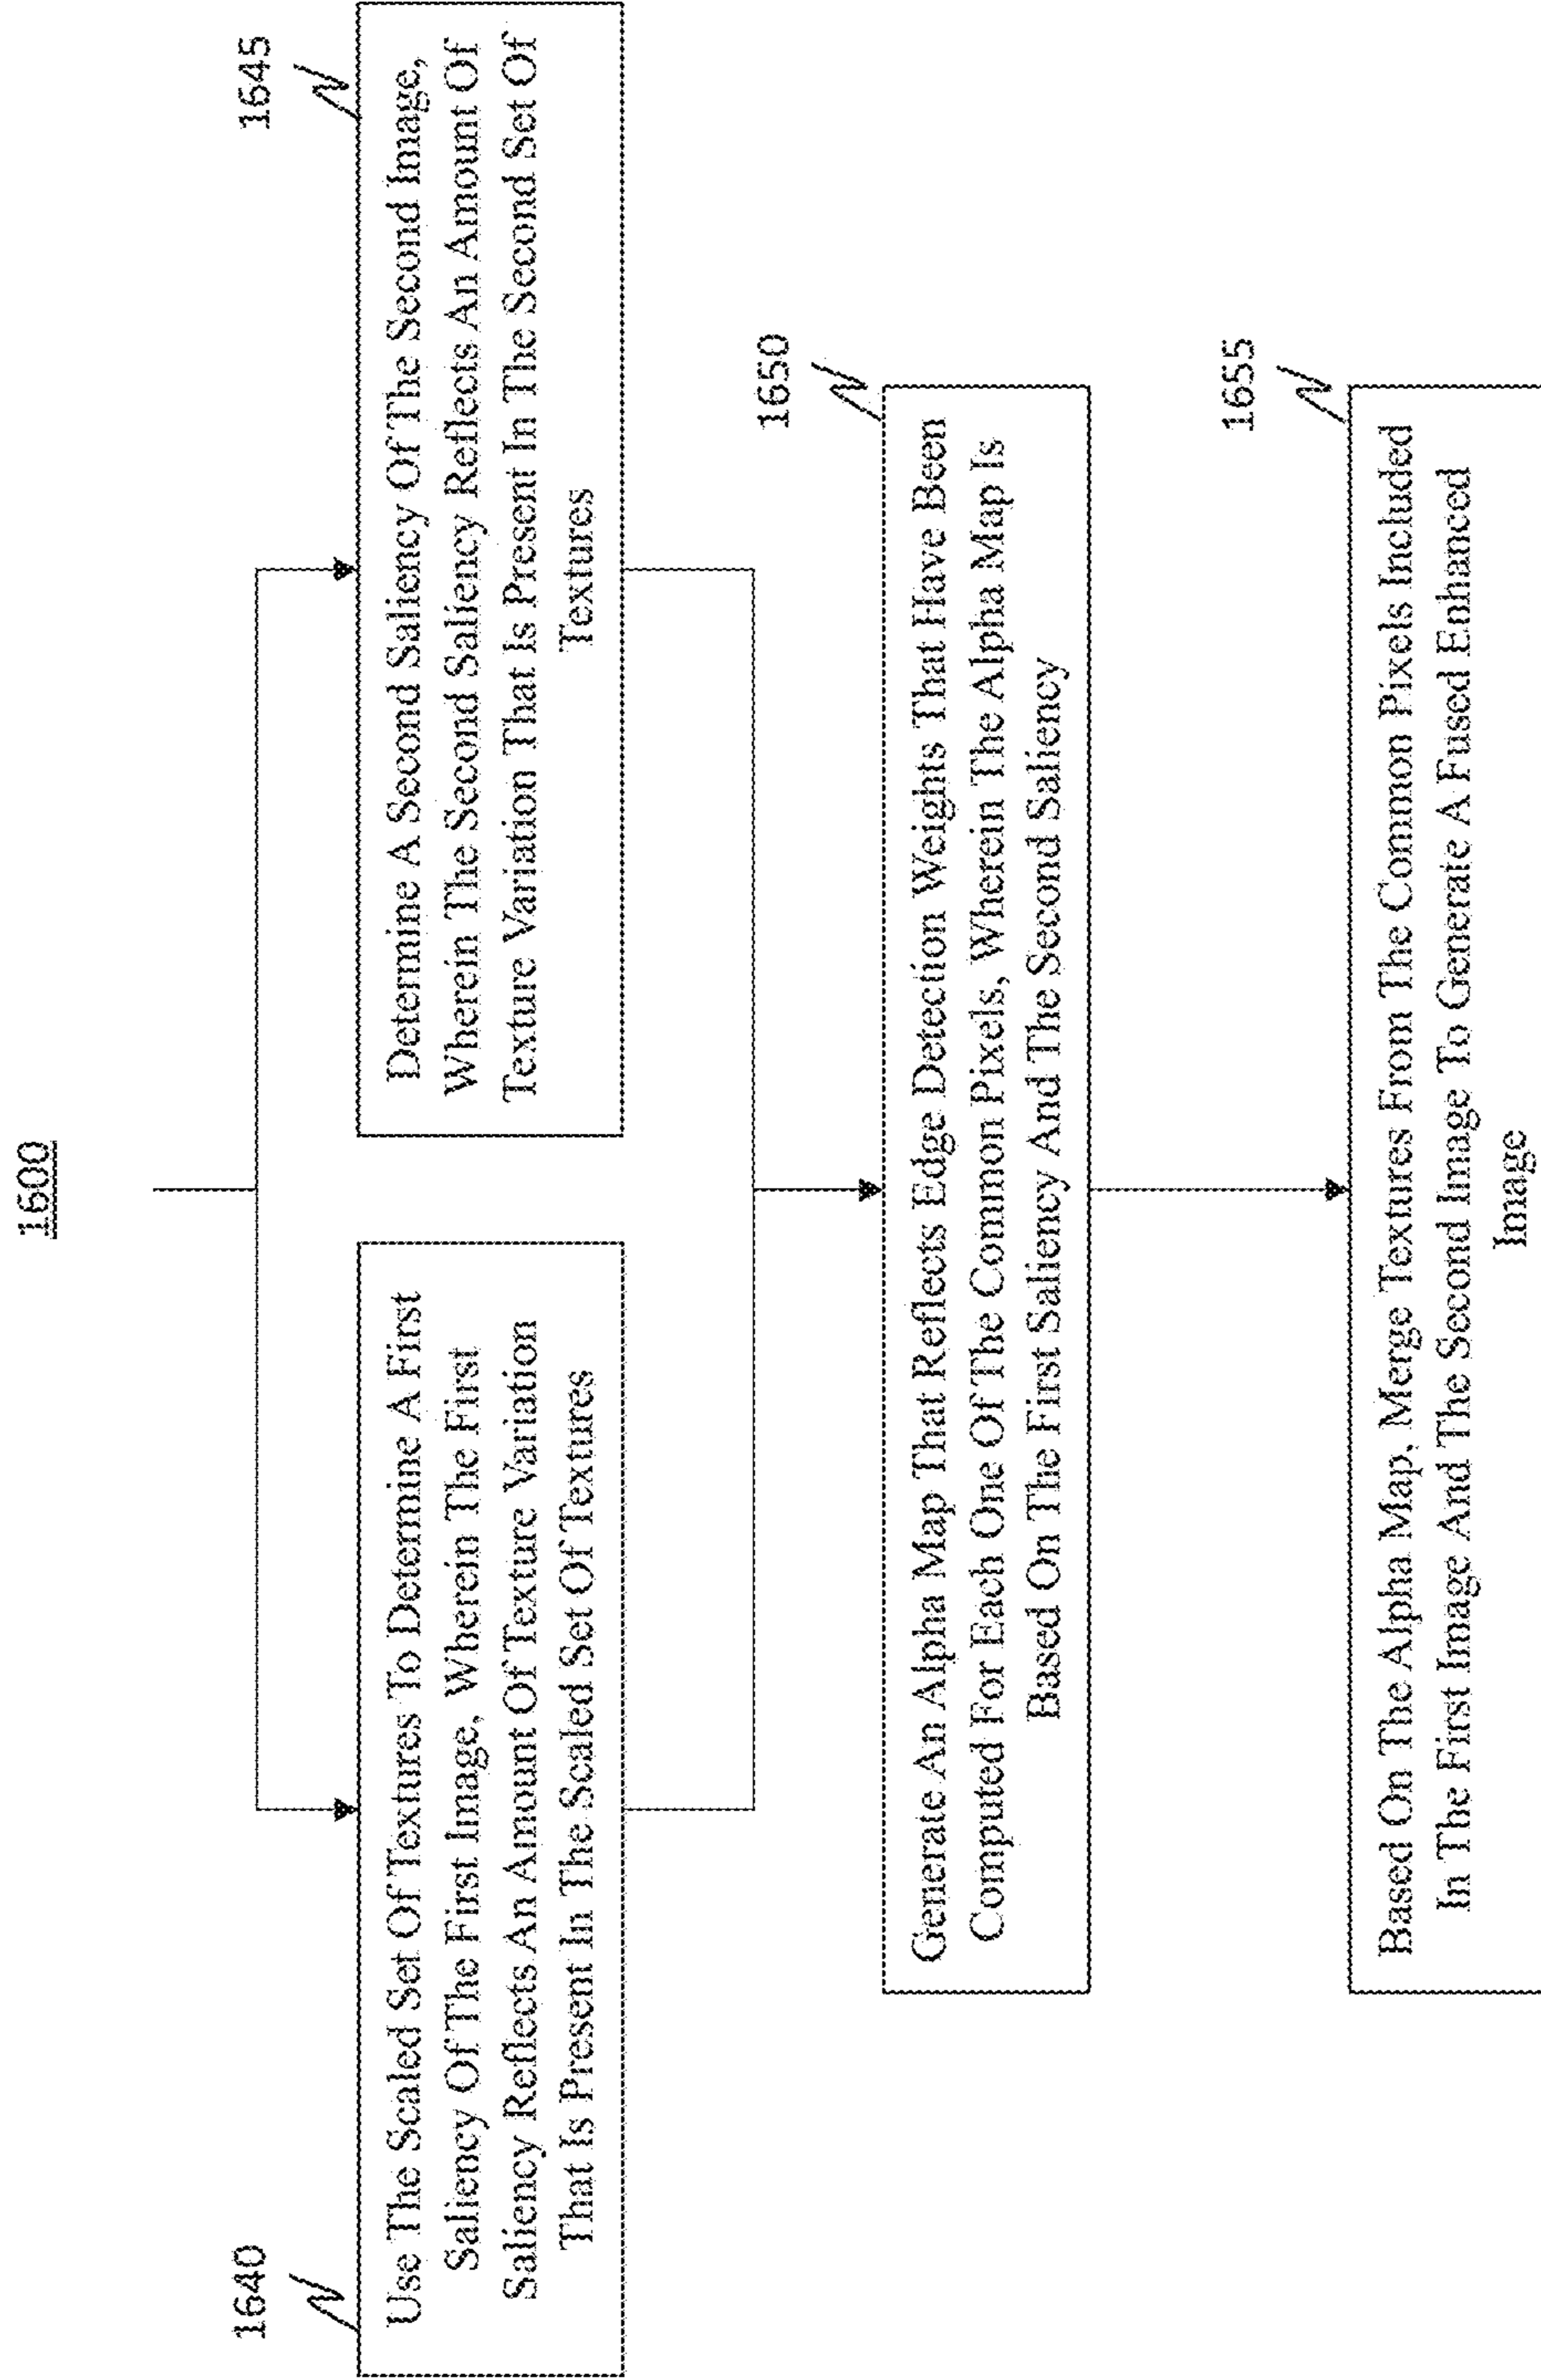 1600
1640
Use The Scaled Set Of Textures To Determine A First
Saliency Of The First Image, Wherein The First
Saliency Reflects An Amount Of Texture Variation
That Is Present In The Scaled Set Of Textures
1645
Determine A Second Saliency Of The Second Image,
Wherein The Second Saliency Reflects An Amount Of
Texture Variation That Is Present In The Second Set Of
Textures
1650
Generate An Alpha Map That Reflects Edge Detection Weights That Have Been
Computed For Each One Of The Common Pixels, Wherein The Alpha Map Is
Based On The First Saliency And The Second Saliency
1655
Based On The Alpha Map, Merge Textures From The Common Pixels Included
In The First Image And The Second Image To Generate A Fused Enhanced
Image